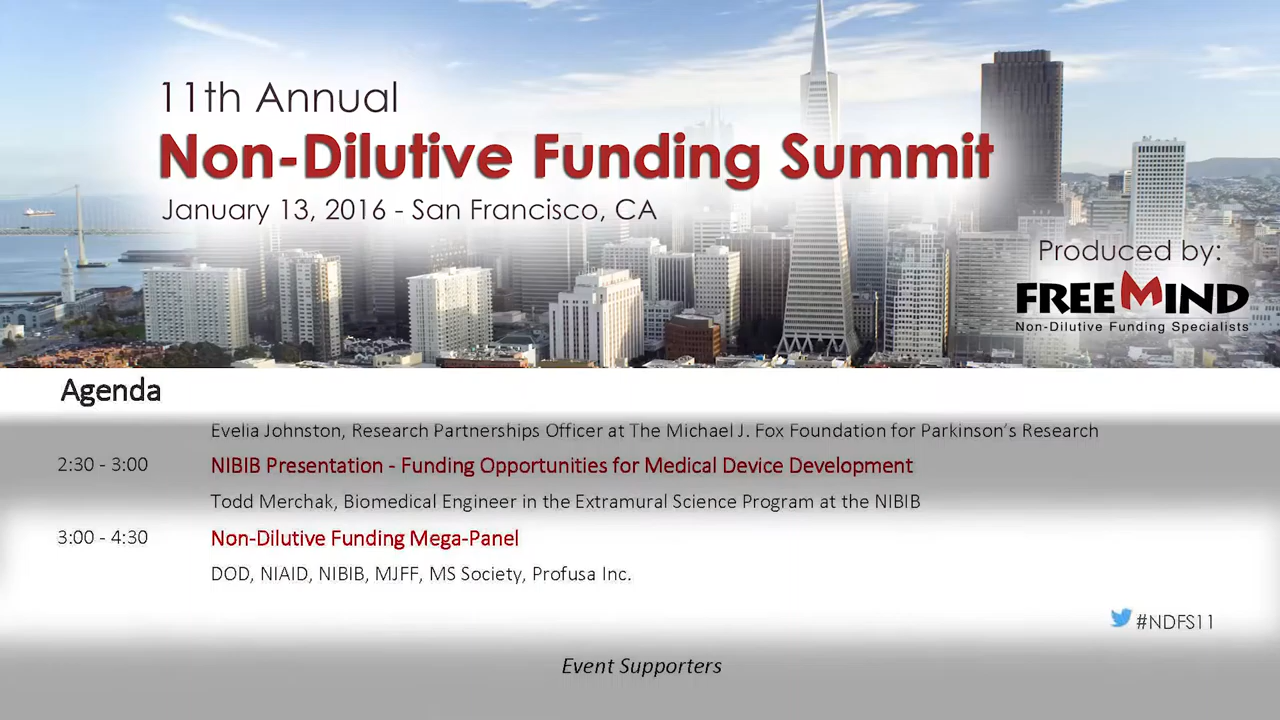 11th Annual
Non-Dilutive Funding Summit
January 13, 2016 - San Francisco, CA
Produced by:
FREEMIND
Non-Dilutive Funding Specialists
Agenda
Evelia Johnston, Research Partnerships Officer at The Michael J. Fox Foundation for Parkinson's Research
2:30 - 3:00 NIBIB Presentation - Funding Opportunities for Medical Device Development
Todd Merchak, Biomedical Engineer in the Extramural Science Program at the NIBIB
3:00 - 4:30 Non-Dilutive Funding Mega-Panel
DOD, NIAID, NIBIB, MJFF, MS Society, Profusa Inc.
#NDFS11
Event Supporters